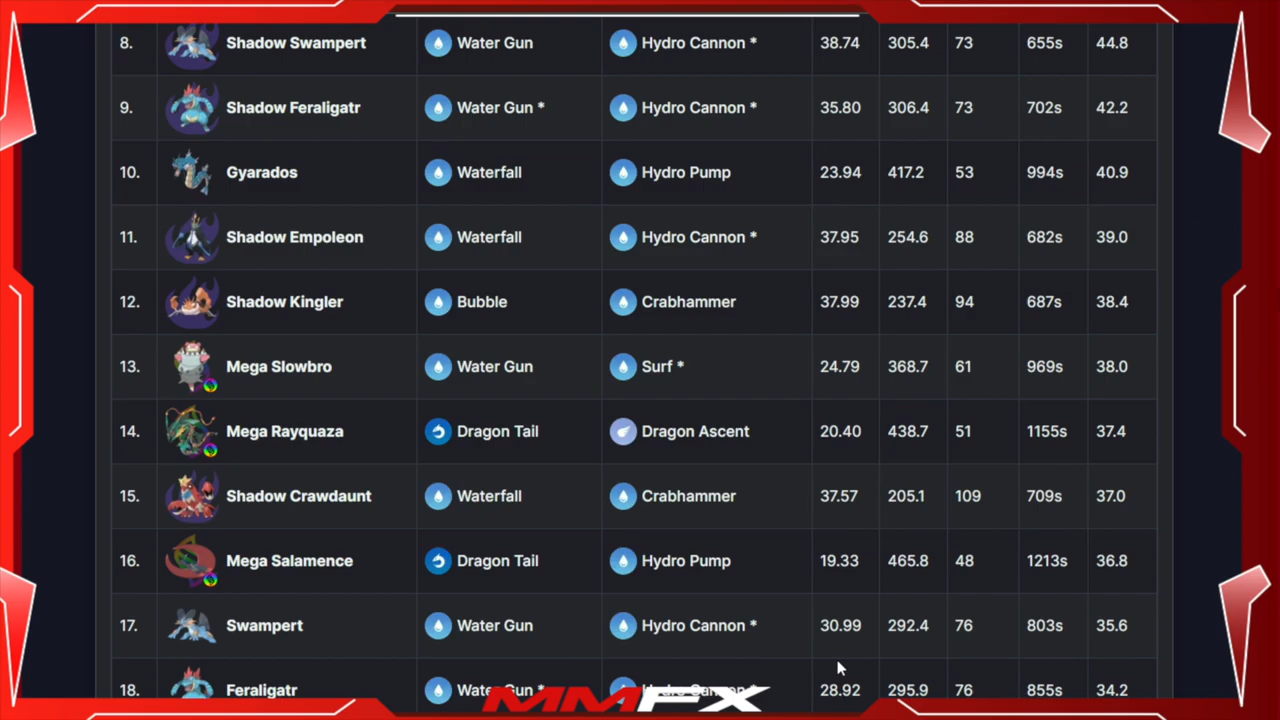 8. Shadow Swampert Water Gun Hydro Cannon * 38.74 305.4 73 655s 44.8
9. Shadow Feraligatr Water Gun * Hydro Cannon * 35.80 306.4 73 702s 42.2
10. Gyarados Waterfall Hydro Pump 23.94 417.2 53 994s 40.9
11. Shadow Empoleon Waterfall Hydro Cannon * 37.95 254.6 88 682s 39.0
12. Shadow Kingler Bubble Crabhammer 37.99 237.4 94 687s 38.4
13. Mega Slowbro Water Gun Surf * 24.79 368.7 61 969s 38.0
14. Mega Rayquaza Dragon Tail Dragon Ascent 20.40 438.7 51 1155s 37.4
15. Shadow Crawdaunt Waterfall Crabhammer 37.57 205.1 109 709s 37.0
16. Mega Salamence Dragon Tail Hydro Pump 19.33 465.8 48 1213s 36.8
17. Swampert Water Gun Hydro Cannon * 30.99 292.4 76 803s 35.6
18. Feraligatr Water Gun * Hydro Cannon * 28.92 295.9 76 855s 34.2
MMFX